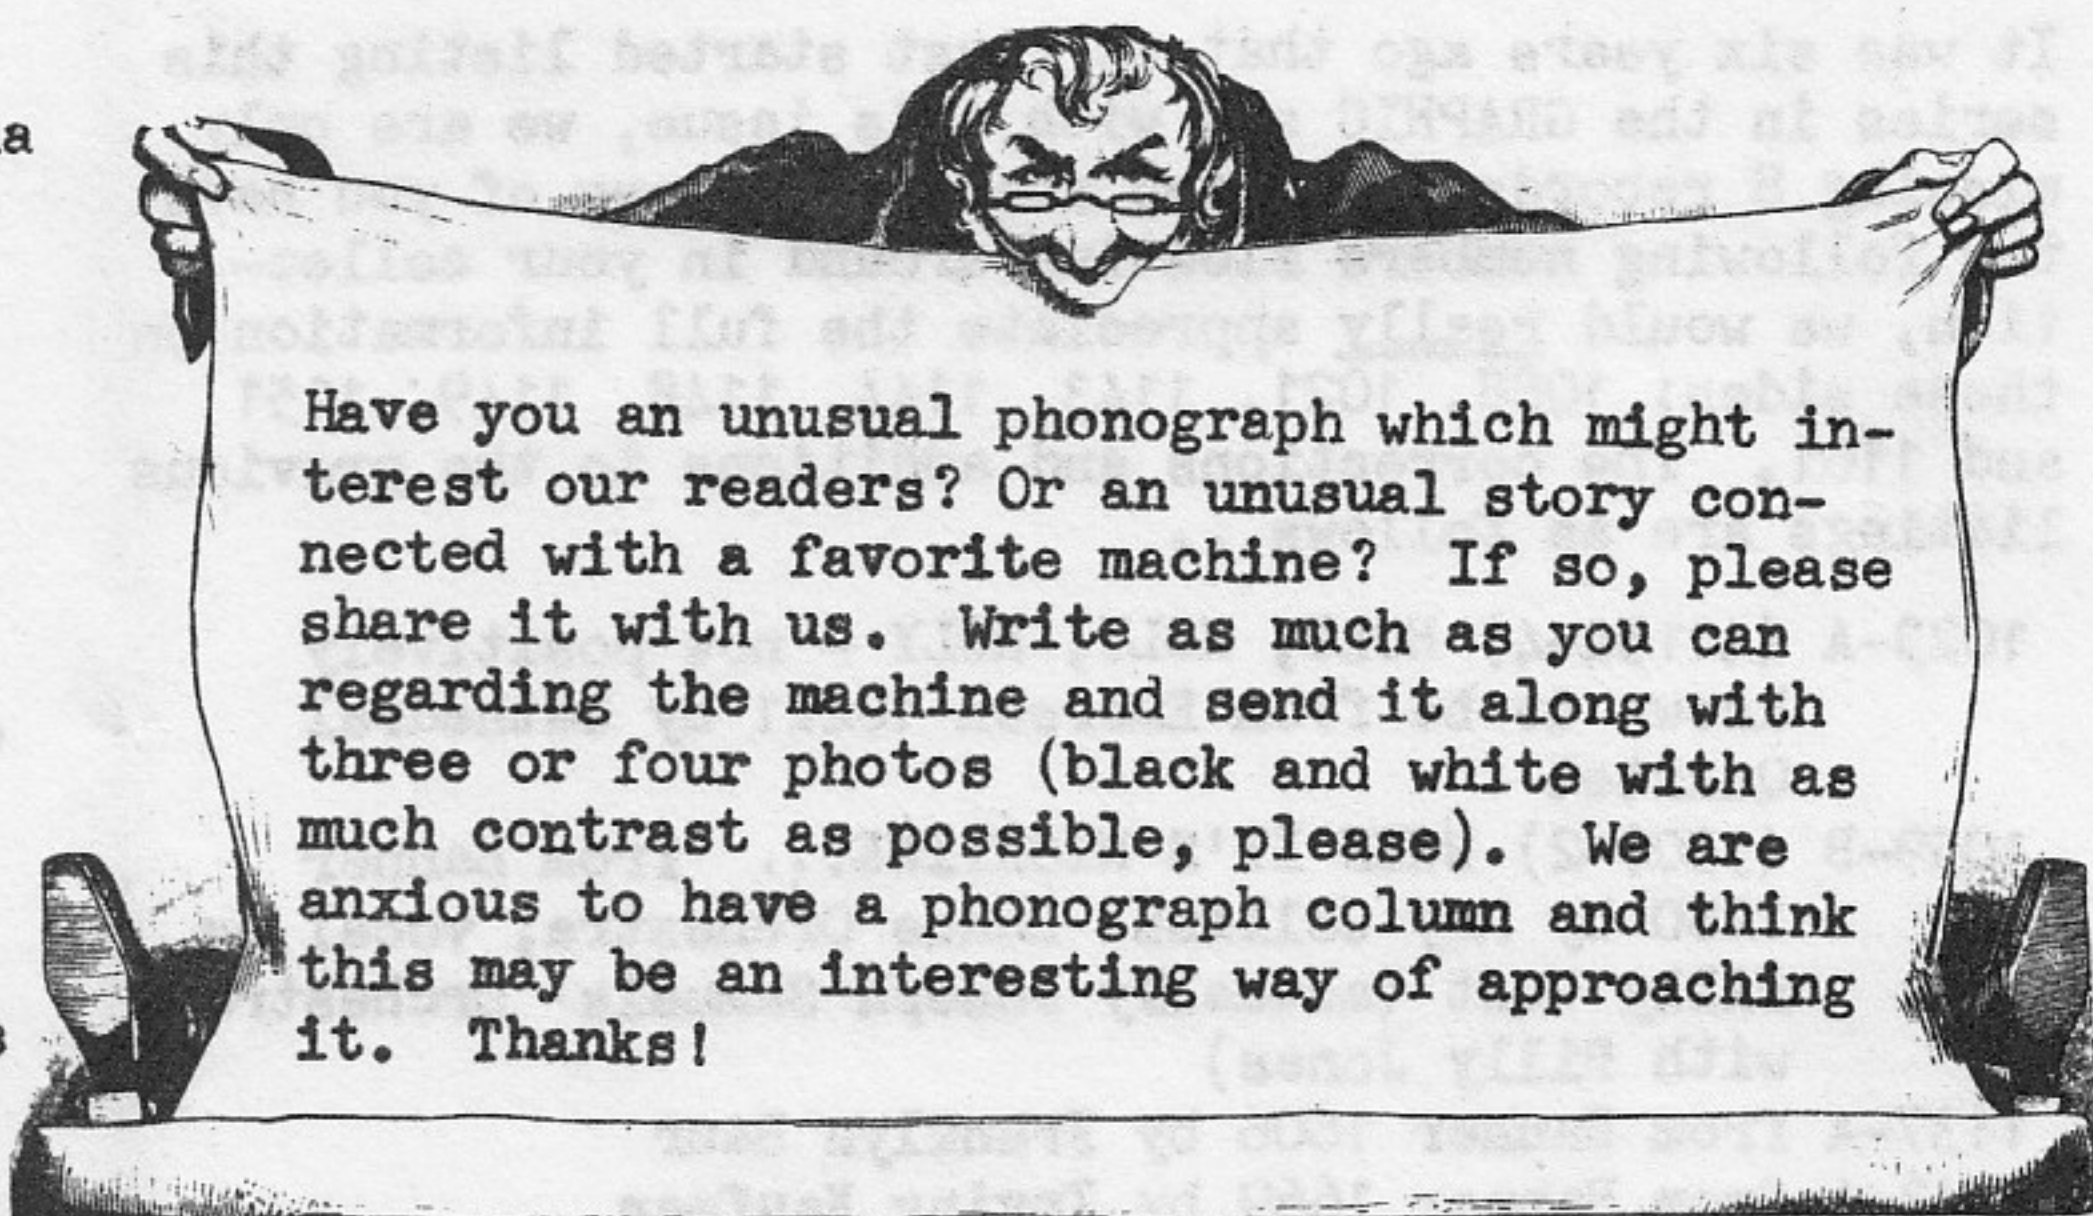 Have you an unusual phonograph which might in-
terest our readers? Or an unusual story con-
nected with a favorite machine?  If so, please
share it with us.  Write as much as you can
regarding the machine and send it along with
three or four photos (black and white with as
much contrast as possible, please).  We are
anxious to have a phonograph column and think
this may be an interesting way of approaching
it.  Thanks!